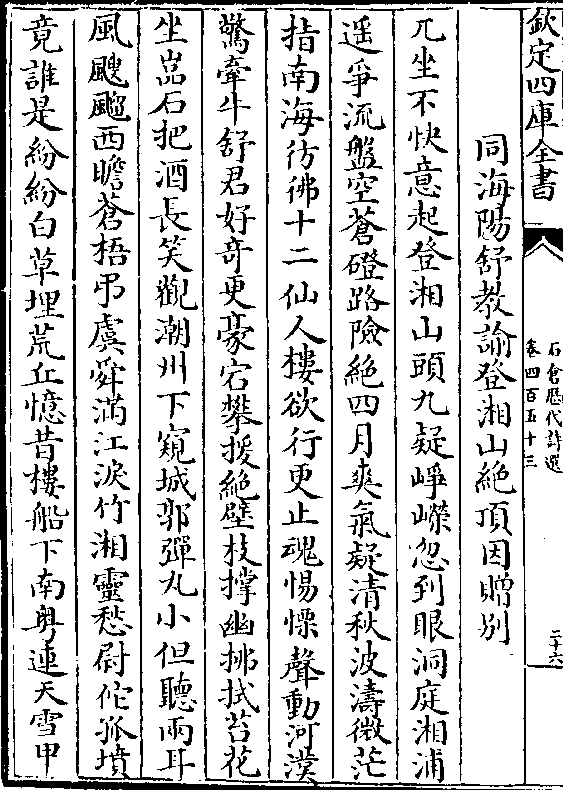 欽定四庫全書
石倉歷代詩選
卷四百五十三
二十六
同海陽舒教諭登湘山絶頂因贈别
兀坐不快意起登湘山頭九疑崢嶸忽到眼洞庭湘浦
遥爭流盤空蒼磴路險絶四月爽氣疑清秋波濤微茫
指南海彷彿十二仙人樓欲行更止魂惕慄聲動河漢
驚牽牛舒君好奇更豪宕攀援絶壁枝撑幽拂拭苔花
坐嵓石把酒長笑觀潮州下窺城郭彈丸小但聽兩耳
風颼飀西瞻蒼梧弔虞舜滿江淚竹湘靈愁尉佗孤墳
竟誰是紛紛白草埋荒丘憶昔樓船下南粤連天雪甲